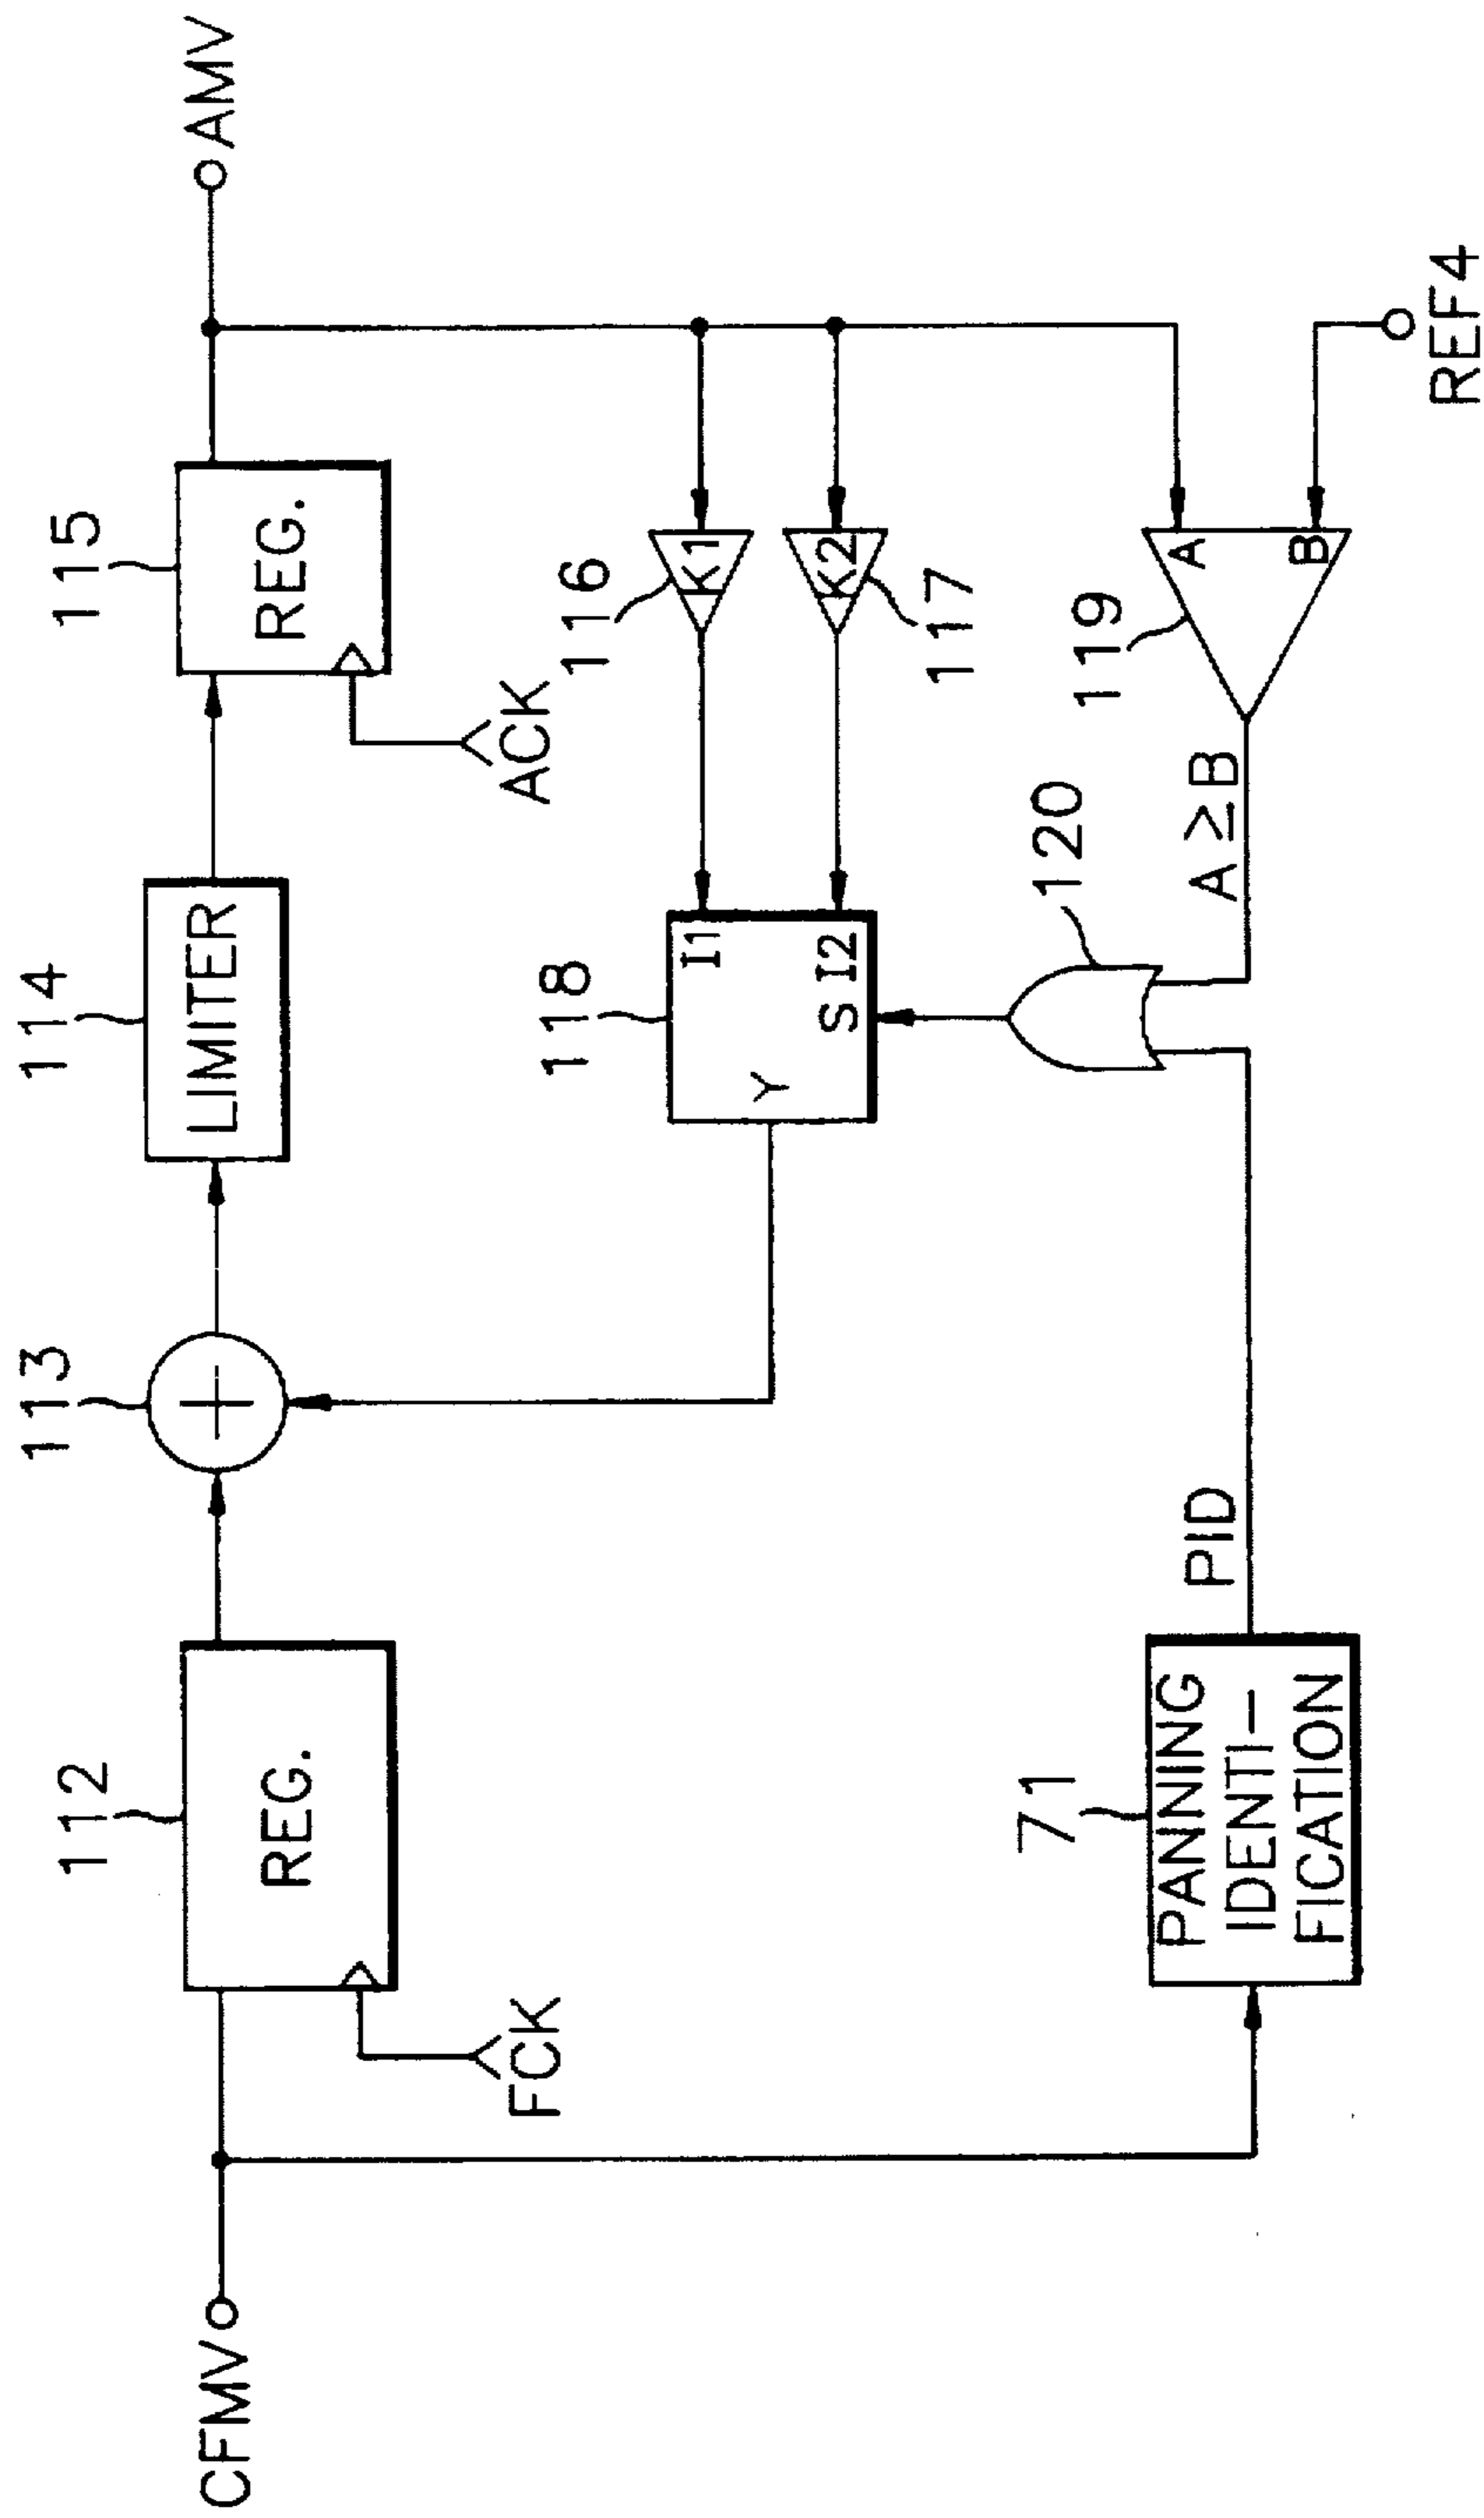 112
113
114
115
CFMV
REG.
+
LIMITER
REG.
AMV
FCK
ACK
118
116
Y
I1
K1
S
I2
K2
117
71
120
119
PANNING
IDENTI-
FICATION
PID
A ≥ B
A
B
REF4